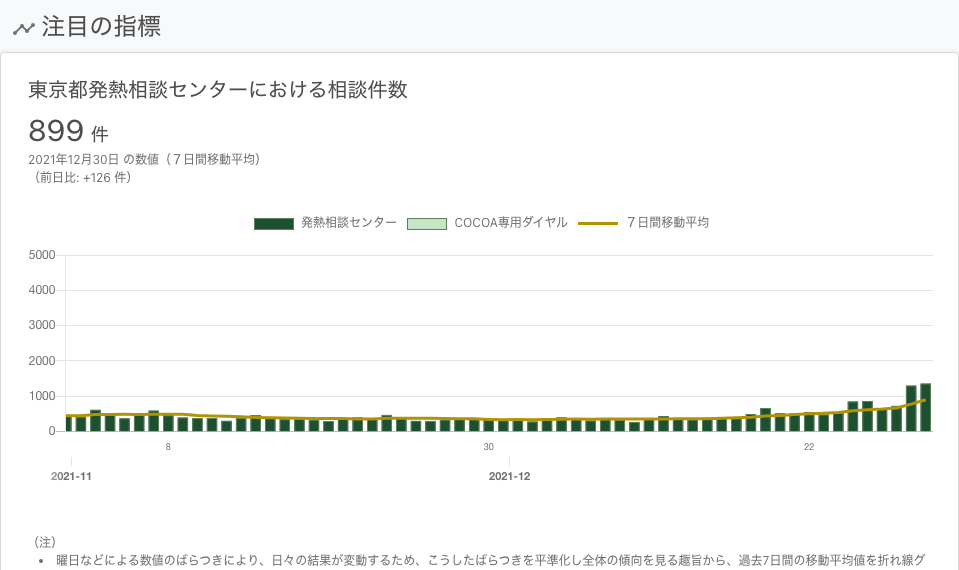 注目の指標
東京都発熱相談センターにおける相談件数
899 件
2021年12月30日 の数値（７日間移動平均）
（前日比: +126 件）
発熱相談センター COCOA専用ダイヤル ７日間移動平均
5000
4000
3000
2000
1000
0
8 30 22
2021-11 2021-12
（注）
• 曜日などによる数値のばらつきにより、日々の結果が変動するため、こうしたばらつきを平準化し全体の傾向を見る趣旨から、過去7日間の移動平均値を折れ線グ